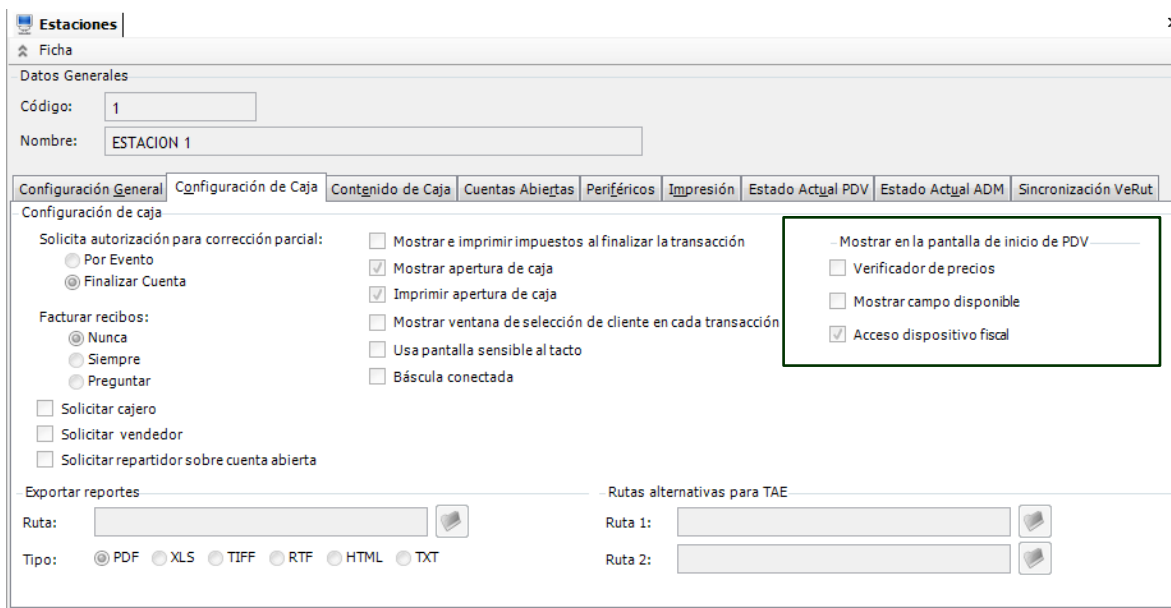 Estaciones
Ficha
Datos Generales
Código: 1
Nombre: ESTACION 1
Configuración General Configuración de Caja Contenido de Caja Cuentas Abiertas Periféricos Impresión Estado Actual PDV Estado Actual ADM Sincronización VeRut
Configuración de caja
Solicita autorización para corrección parcial:
Por Evento
Finalizar Cuenta
Facturar recibos:
Nunca
Siempre
Preguntar
Solicitar cajero
Solicitar vendedor
Solicitar repartidor sobre cuenta abierta
Mostrar e imprimir impuestos al finalizar la transacción
Mostrar apertura de caja
Imprimir apertura de caja
Mostrar ventana de selección de cliente en cada transacción
Usa pantalla sensible al tacto
Báscula conectada
Mostrar en la pantalla de inicio de PDV
Verificador de precios
Mostrar campo disponible
Acceso dispositivo fiscal
Exportar reportes
Ruta:
Tipo: PDF XLS TIFF RTF HTML TXT
Rutas alternativas para TAE
Ruta 1:
Ruta 2: